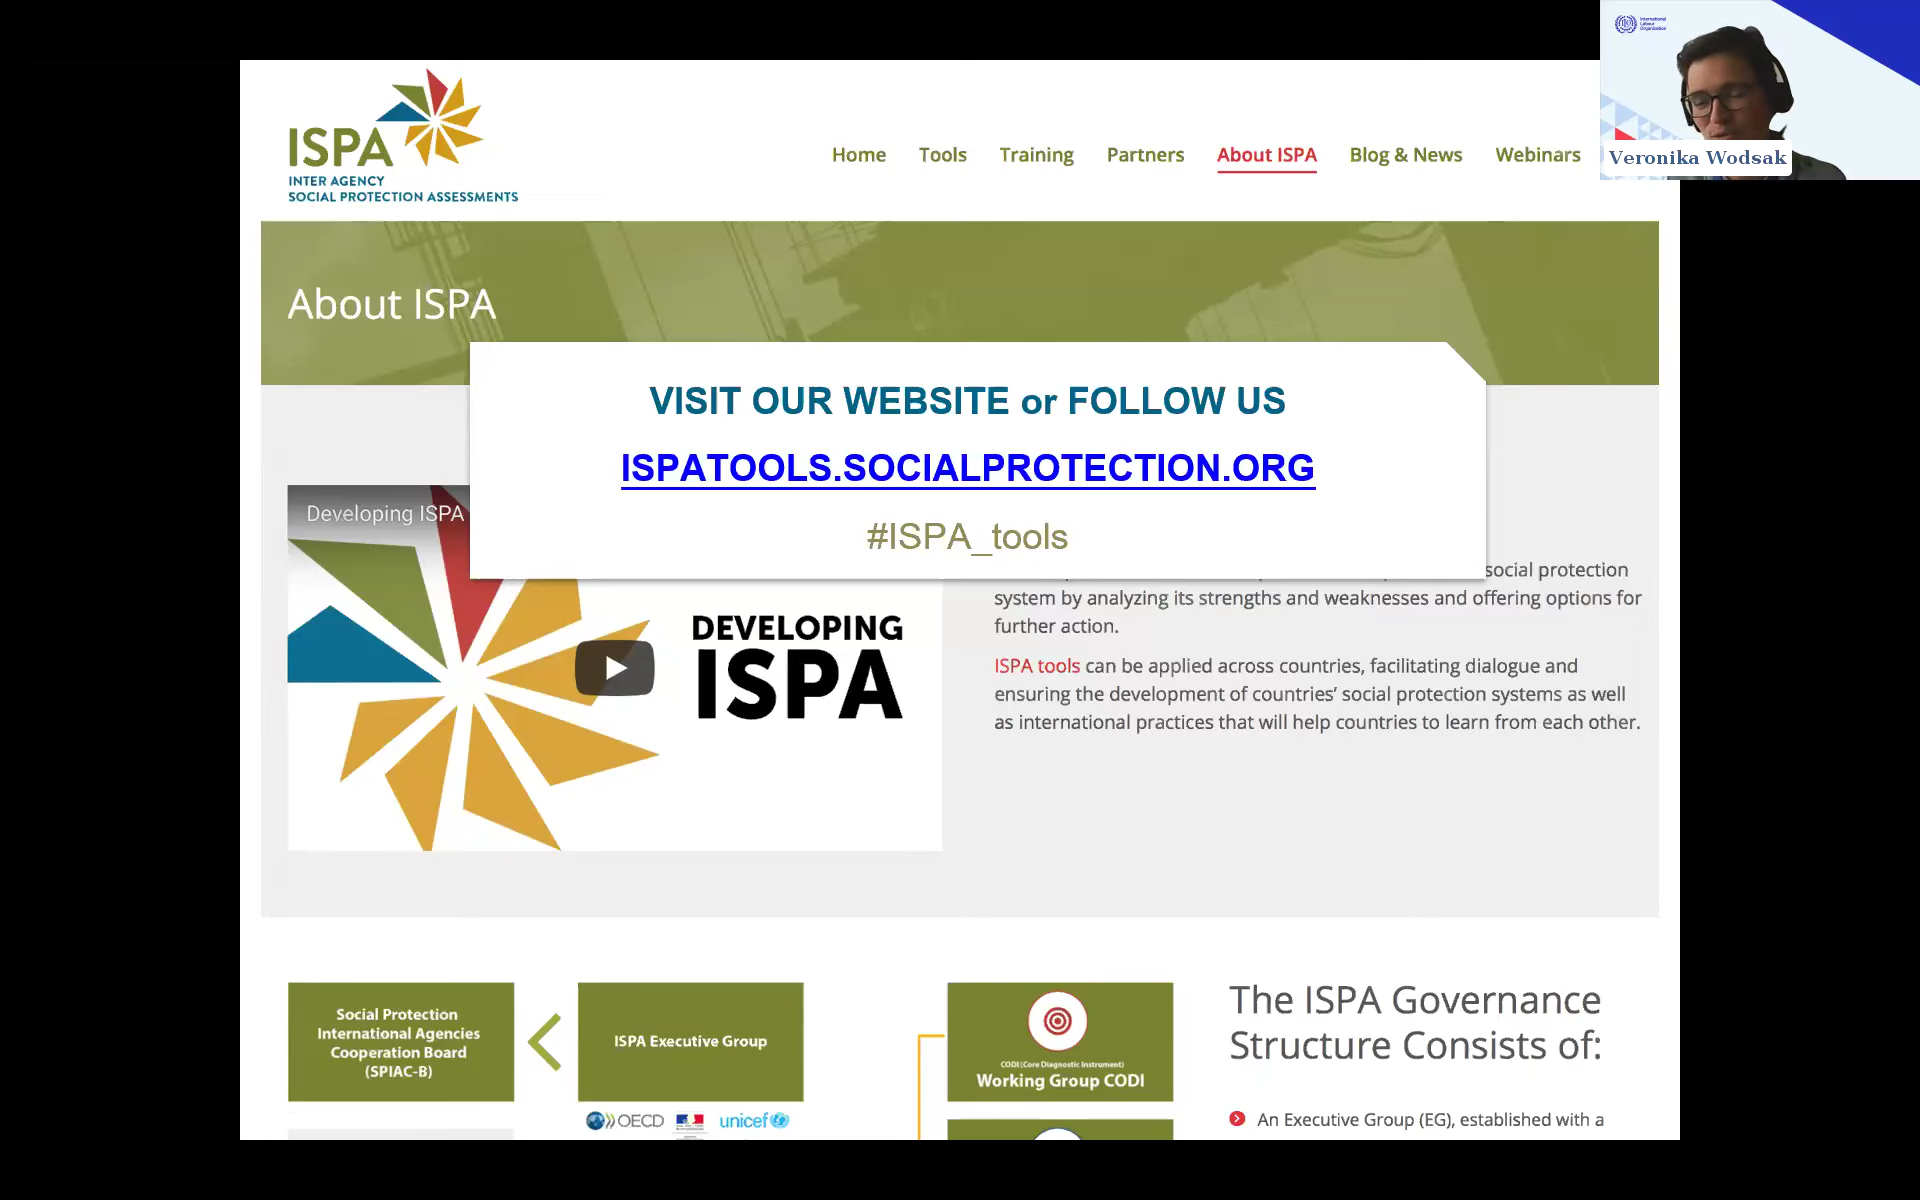 International
Labour
Organization
Veronika Wodsak
ISPA
INTER AGENCY
SOCIAL PROTECTION ASSESSMENTS
Home Tools Training Partners About ISPA Blog & News Webinars
About ISPA
VISIT OUR WEBSITE or FOLLOW US
ISPATOOLS.SOCIALPROTECTION.ORG
#ISPA_tools
Developing ISPA
DEVELOPING
ISPA
social protection
system by analyzing its strengths and weaknesses and offering options for
further action.
ISPA tools can be applied across countries, facilitating dialogue and
ensuring the development of countries’ social protection systems as well
as international practices that will help countries to learn from each other.
Social Protection
International Agencies
Cooperation Board
(SPIAC-B)
ISPA Executive Group
OECD
unicef
CODI (Core Diagnostic Instrument)
Working Group CODI
The ISPA Governance
Structure Consists of:
An Executive Group (EG), established with a